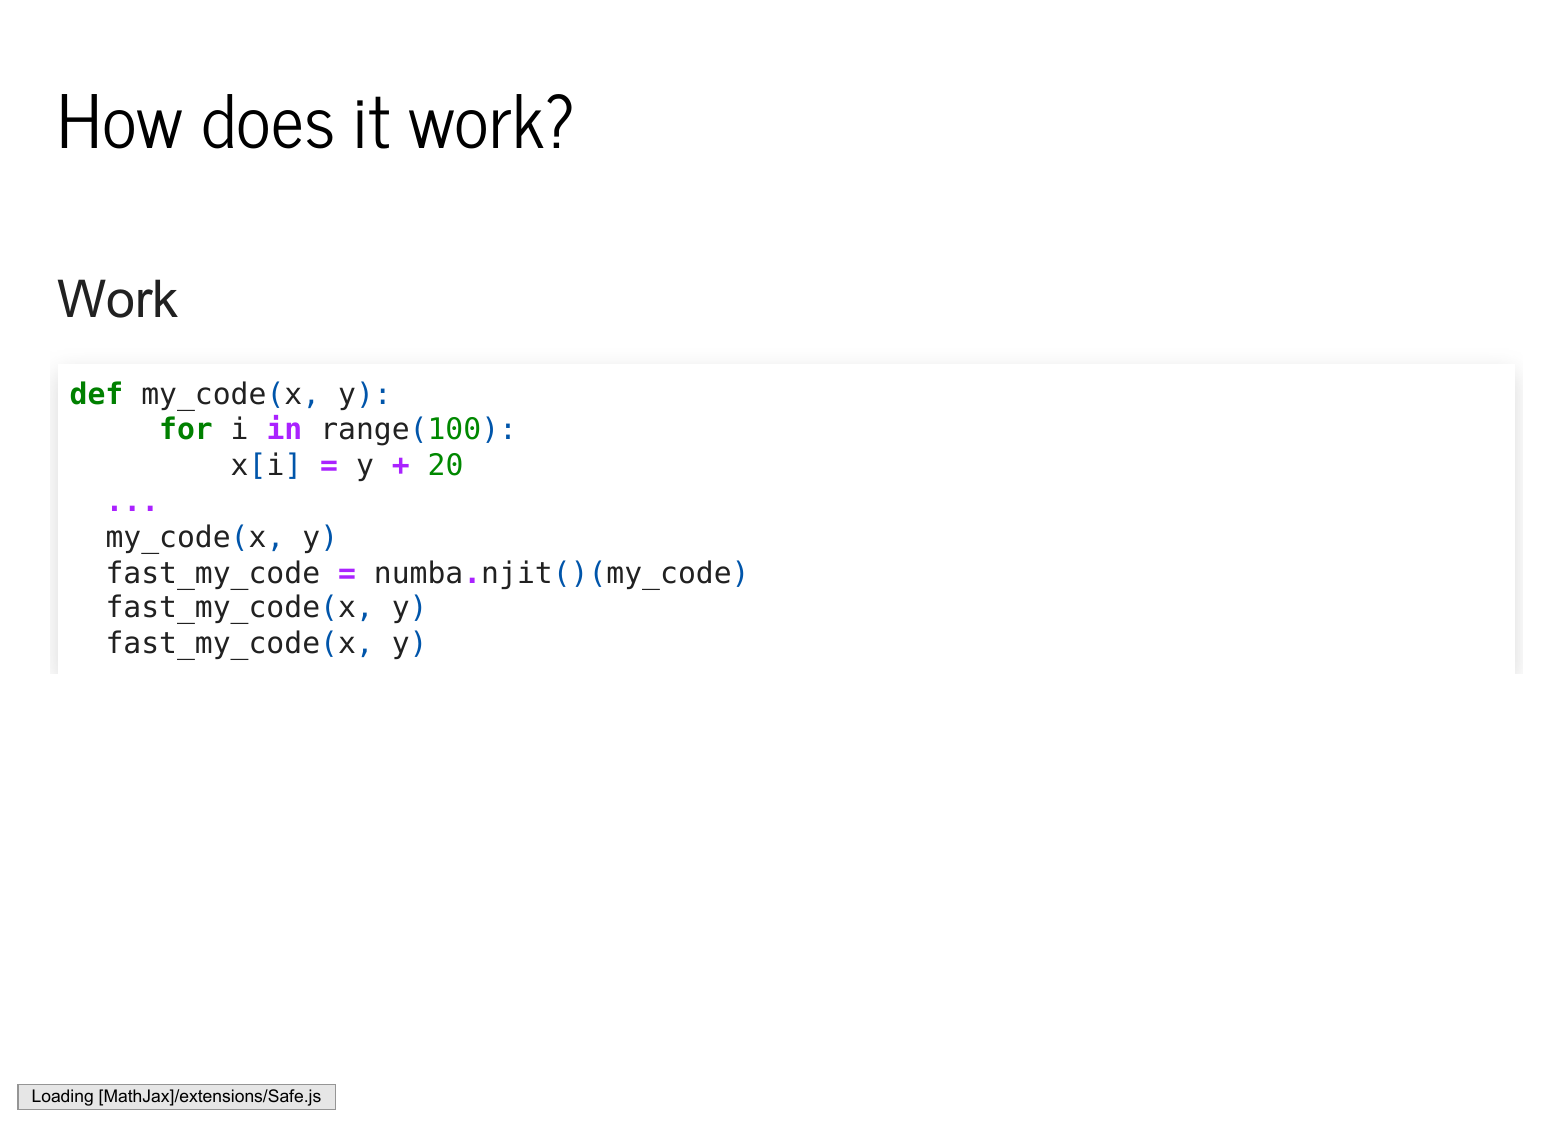 How does it work?
Work
def my_code(x, y):
     for i in range(100):
         x[i] = y + 20
  ...
  my_code(x, y)
  fast_my_code = numba.njit()(my_code)
  fast_my_code(x, y)
  fast_my_code(x, y)
Loading [MathJax]/extensions/Safe.js